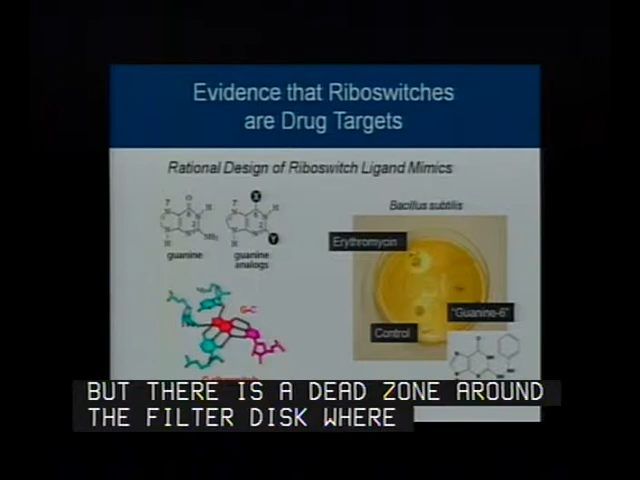 Evidence that Riboswitches
are Drug Targets
Rational Design of Riboswitch Ligand Mimics
guanine
guanine
analogs
X
Y
G-C
Bacillus subtilis
Erythromycin
"Guanine-6"
Control
BUT THERE IS A DEAD ZONE AROUND
THE FILTER DISK WHERE